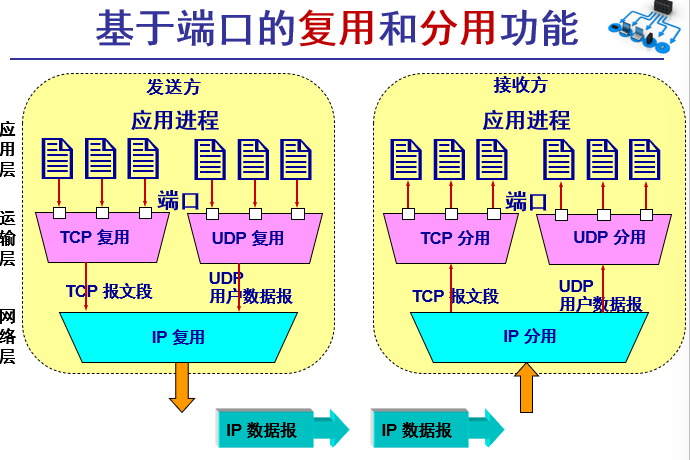 基于端口的复用和分用功能
发送方
接收方
应用层
应用进程
应用进程
端口
端口
运输层
TCP 复用
UDP 复用
TCP 分用
UDP 分用
TCP 报文段
UDP
用户数据报
TCP 报文段
UDP
用户数据报
网络层
IP 复用
IP 分用
IP 数据报
IP 数据报